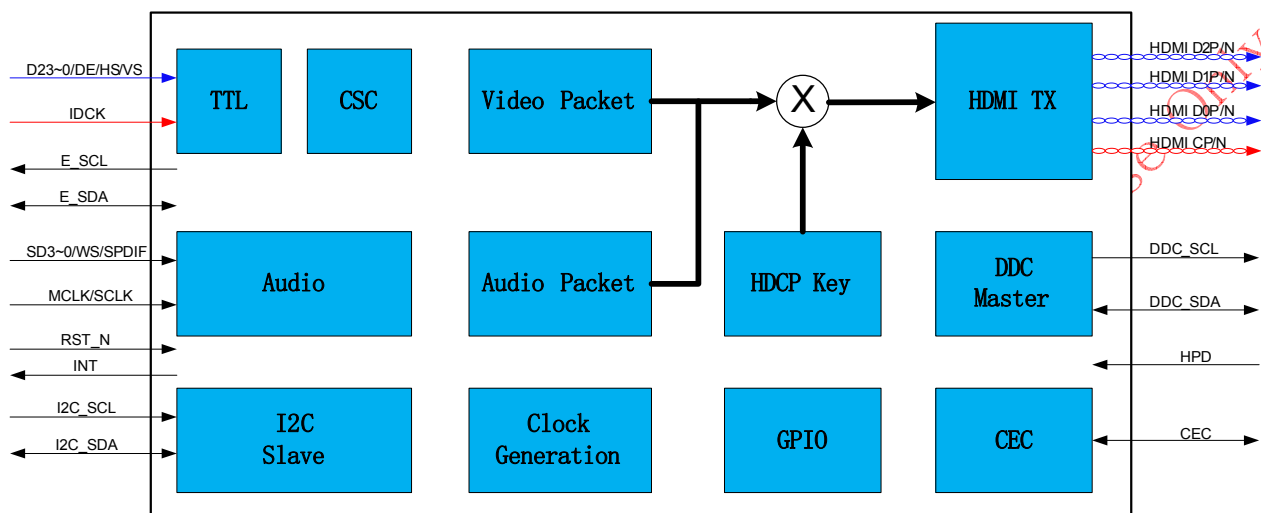 D23~0/DE/HS/VS
IDCK
E_SCL
E_SDA
SD3~0/WS/SPDIF
MCLK/SCLK
RST_N
INT
I2C_SCL
I2C_SDA
TTL
CSC
Video Packet
X
HDMI TX
Audio
Audio Packet
HDCP Key
DDC
Master
I2C
Slave
Clock
Generation
GPIO
CEC
HDMI D2P/N
HDMI D1P/N
HDMI D0P/N
HDMI CP/N
DDC_SCL
DDC_SDA
HPD
CEC